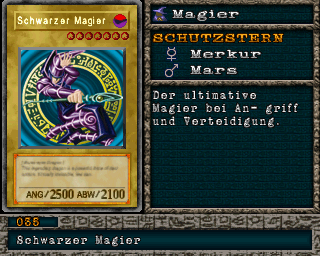 Schwarzer Magier
ANG/2500 ABW/2100
Magier
SCHUTZSTERN
Merkur
Mars
Der ultimative
Magier bei An- griff
und Verteidigung.
035
Schwarzer Magier